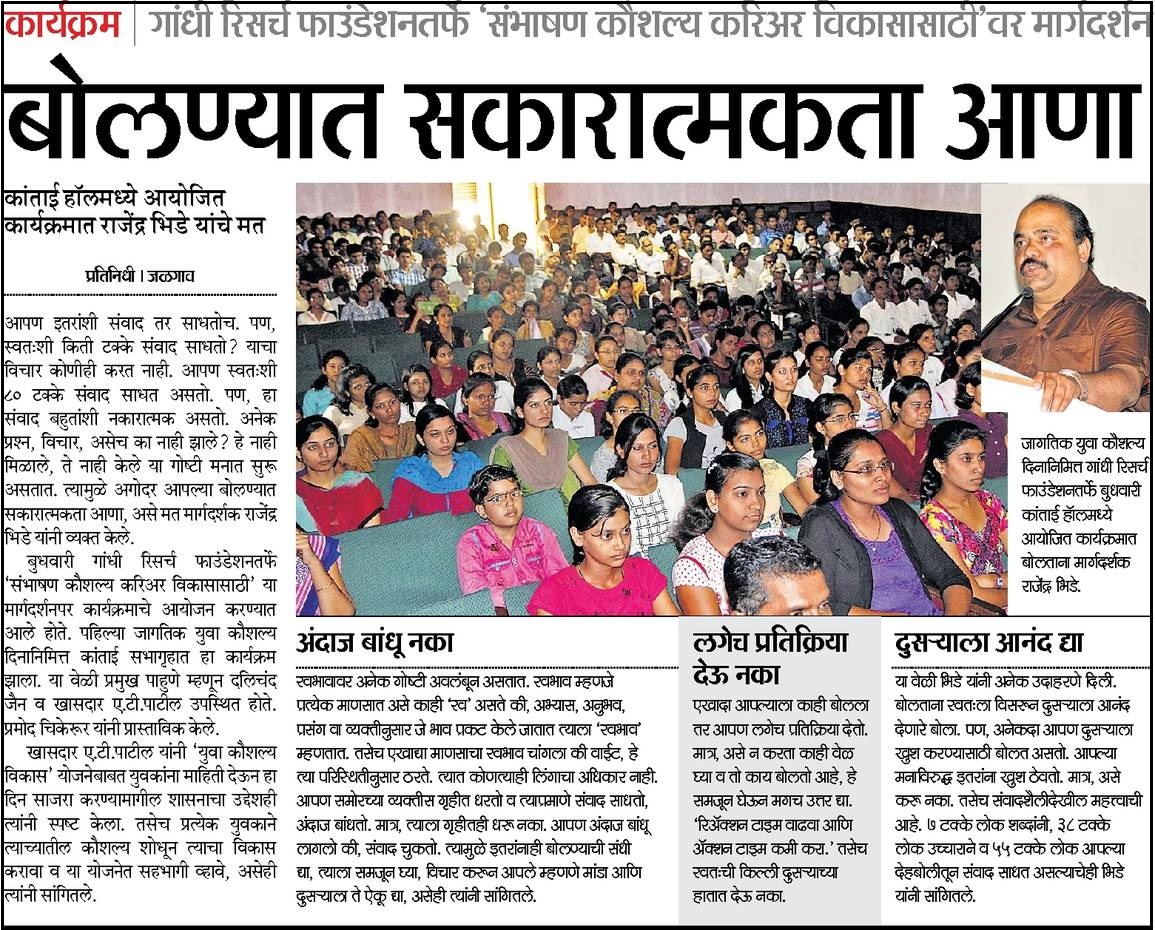 कार्यक्रम | गांधी रिसर्च फाउंडेशनतर्फे ‘संभाषण कौशल्य करिअर विकासासाठी’वर मार्गदर्शन
बोलण्यात सकारात्मकता आणा
कांताई हॉलमध्ये आयोजित
कार्यक्रमात राजेंद्र भिडे यांचे मत
प्रतिनिधी । जळगाव
आपण इतरांशी संवाद तर साधतोच. पण,
स्वतःशी किती टक्के संवाद साधतो? याचा
विचार कोणीही करत नाही. आपण स्वतःशी
८० टक्के संवाद साधत असतो. पण, हा
संवाद बहुतांशी नकारात्मक असतो. अनेक
प्रश्न, विचार, असेच का नाही झाले? हे नाही
मिळाले, ते नाही केले या गोष्टी मनात सुरू
असतात. त्यामुळे अगोदर आपल्या बोलण्यात
सकारात्मकता आणा, असे मत मार्गदर्शक राजेंद्र
भिडे यांनी व्यक्त केले.
बुधवारी गांधी रिसर्च फाउंडेशनतर्फे
‘संभाषण कौशल्य करिअर विकासासाठी’ या
मार्गदर्शनपर कार्यक्रमाचे आयोजन करण्यात
आले होते. पहिल्या जागतिक युवा कौशल्य
दिनानिमित्त कांताई सभागृहात हा कार्यक्रम
झाला. या वेळी प्रमुख पाहुणे म्हणून दलिचंद
जैन व खासदार ए.टी.पाटील उपस्थित होते.
प्रमोद चिकेरूर यांनी प्रास्ताविक केले.
खासदार ए.टी.पाटील यांनी ‘युवा कौशल्य
विकास’ योजनेबाबत युवकांना माहिती देऊन हा
दिन साजरा करण्यामागील शासनाचा उद्देशही
त्यांनी स्पष्ट केला. तसेच प्रत्येक युवकाने
त्याच्यातील कौशल्य शोधून त्याचा विकास
करावा व या योजनेत सहभागी व्हावे, असेही
त्यांनी सांगितले.
जागतिक युवा कौशल्य
दिनानिमित गांधी रिसर्च
फाउंडेशनतर्फे बुधवारी
कांताई हॉलमध्ये
आयोजित कार्यक्रमात
बोलताना मार्गदर्शक
राजेंद्र भिडे.
अंदाज बांधू नका
स्वभावावर अनेक गोष्टी अवलंबून असतात. स्वभाव म्हणजे
प्रत्येक माणसात असे काही ‘स्व’ असते की, अभ्यास, अनुभव,
प्रसंग वा व्यक्तीनुसार जे भाव प्रकट केले जातात त्याला ‘स्वभाव’
म्हणतात. तसेच एखाद्या माणसाचा स्वभाव चांगला की वाईट, हे
त्या परिस्थितीनुसार ठरते. त्यात कोणत्याही लिंगाचा अधिकार नाही.
आपण समोरच्या व्यक्तीस गृहीत धरतो व त्याप्रमाणे संवाद साधतो,
अंदाज बांधतो. मात्र, त्याला गृहीतही धरू नका. आपण अंदाज बांधू
लागलो की, संवाद चुकतो. त्यामुळे इतरांनाही बोलण्याची संधी
द्या, त्याला समजून घ्या, विचार करून आपले म्हणणे मांडा आणि
दुसऱ्याला ते ऐकू द्या, असेही त्यांनी सांगितले.
लगेच प्रतिक्रिया
देऊ नका
एखादा आपल्याला काही बोलला
तर आपण लगेच प्रतिक्रिया देतो.
मात्र, असे न करता काही वेळ
घ्या व तो काय बोलतो आहे, हे
समजून घेऊन मगच उत्तर द्या.
‘रिॲक्शन टाइम वाढवा आणि
ॲक्शन टाइम कमी करा.’ तसेच
स्वतःची किल्ली दुसऱ्याच्या
हातात देऊ नका.
दुसऱ्याला आनंद द्या
या वेळी भिडे यांनी अनेक उदाहरणे दिली.
बोलताना स्वतःला विसरून दुसऱ्याला आनंद
देणारे बोला. पण, अनेकदा आपण दुसऱ्याला
खुश करण्यासाठी बोलत असतो. आपल्या
मनाविरुद्ध इतरांना खुश ठेवतो. मात्र, असे
करू नका. तसेच संवादशैलीदेखील महत्त्वाची
आहे. ७ टक्के लोक शब्दांनी, ३८ टक्के
लोक उच्चाराने व ५५ टक्के लोक आपल्या
देहबोलीतून संवाद साधत असल्याचेही भिडे
यांनी सांगितले.